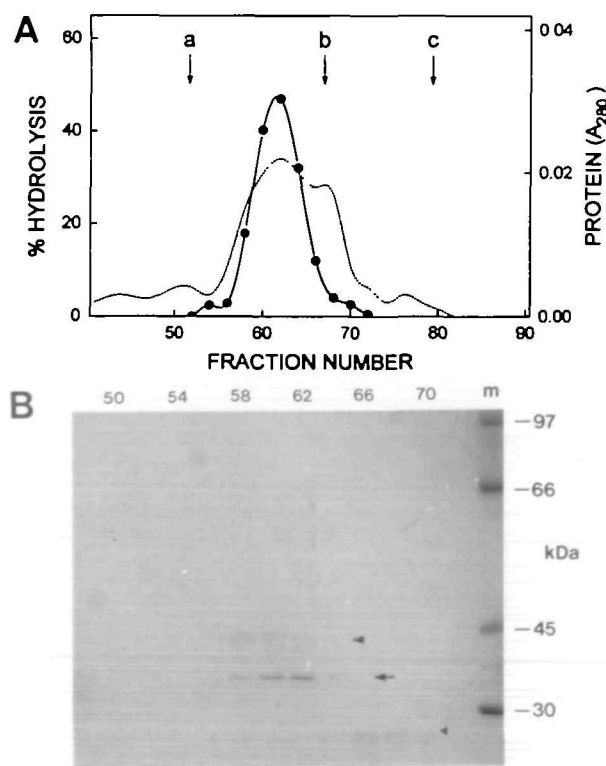 A
60
40
20
0
% HYDROLYSIS
a
b
c
0.04
0.02
0.00
PROTEIN (A280)
50
60
70
80
90
FRACTION NUMBER
B
50 54 58 62 66 70 m
97
66
kDa
45
30